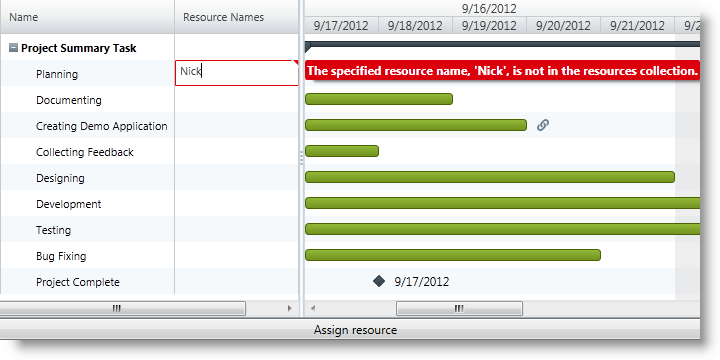 Name Resource Names 9/16/2012
9/17/2012 9/18/2012 9/19/2012 9/20/2012 9/21/2012
Project Summary Task
Planning Nick The specified resource name, 'Nick', is not in the resources collection.
Documenting
Creating Demo Application
Collecting Feedback
Designing
Development
Testing
Bug Fixing
Project Complete 9/17/2012
Assign resource